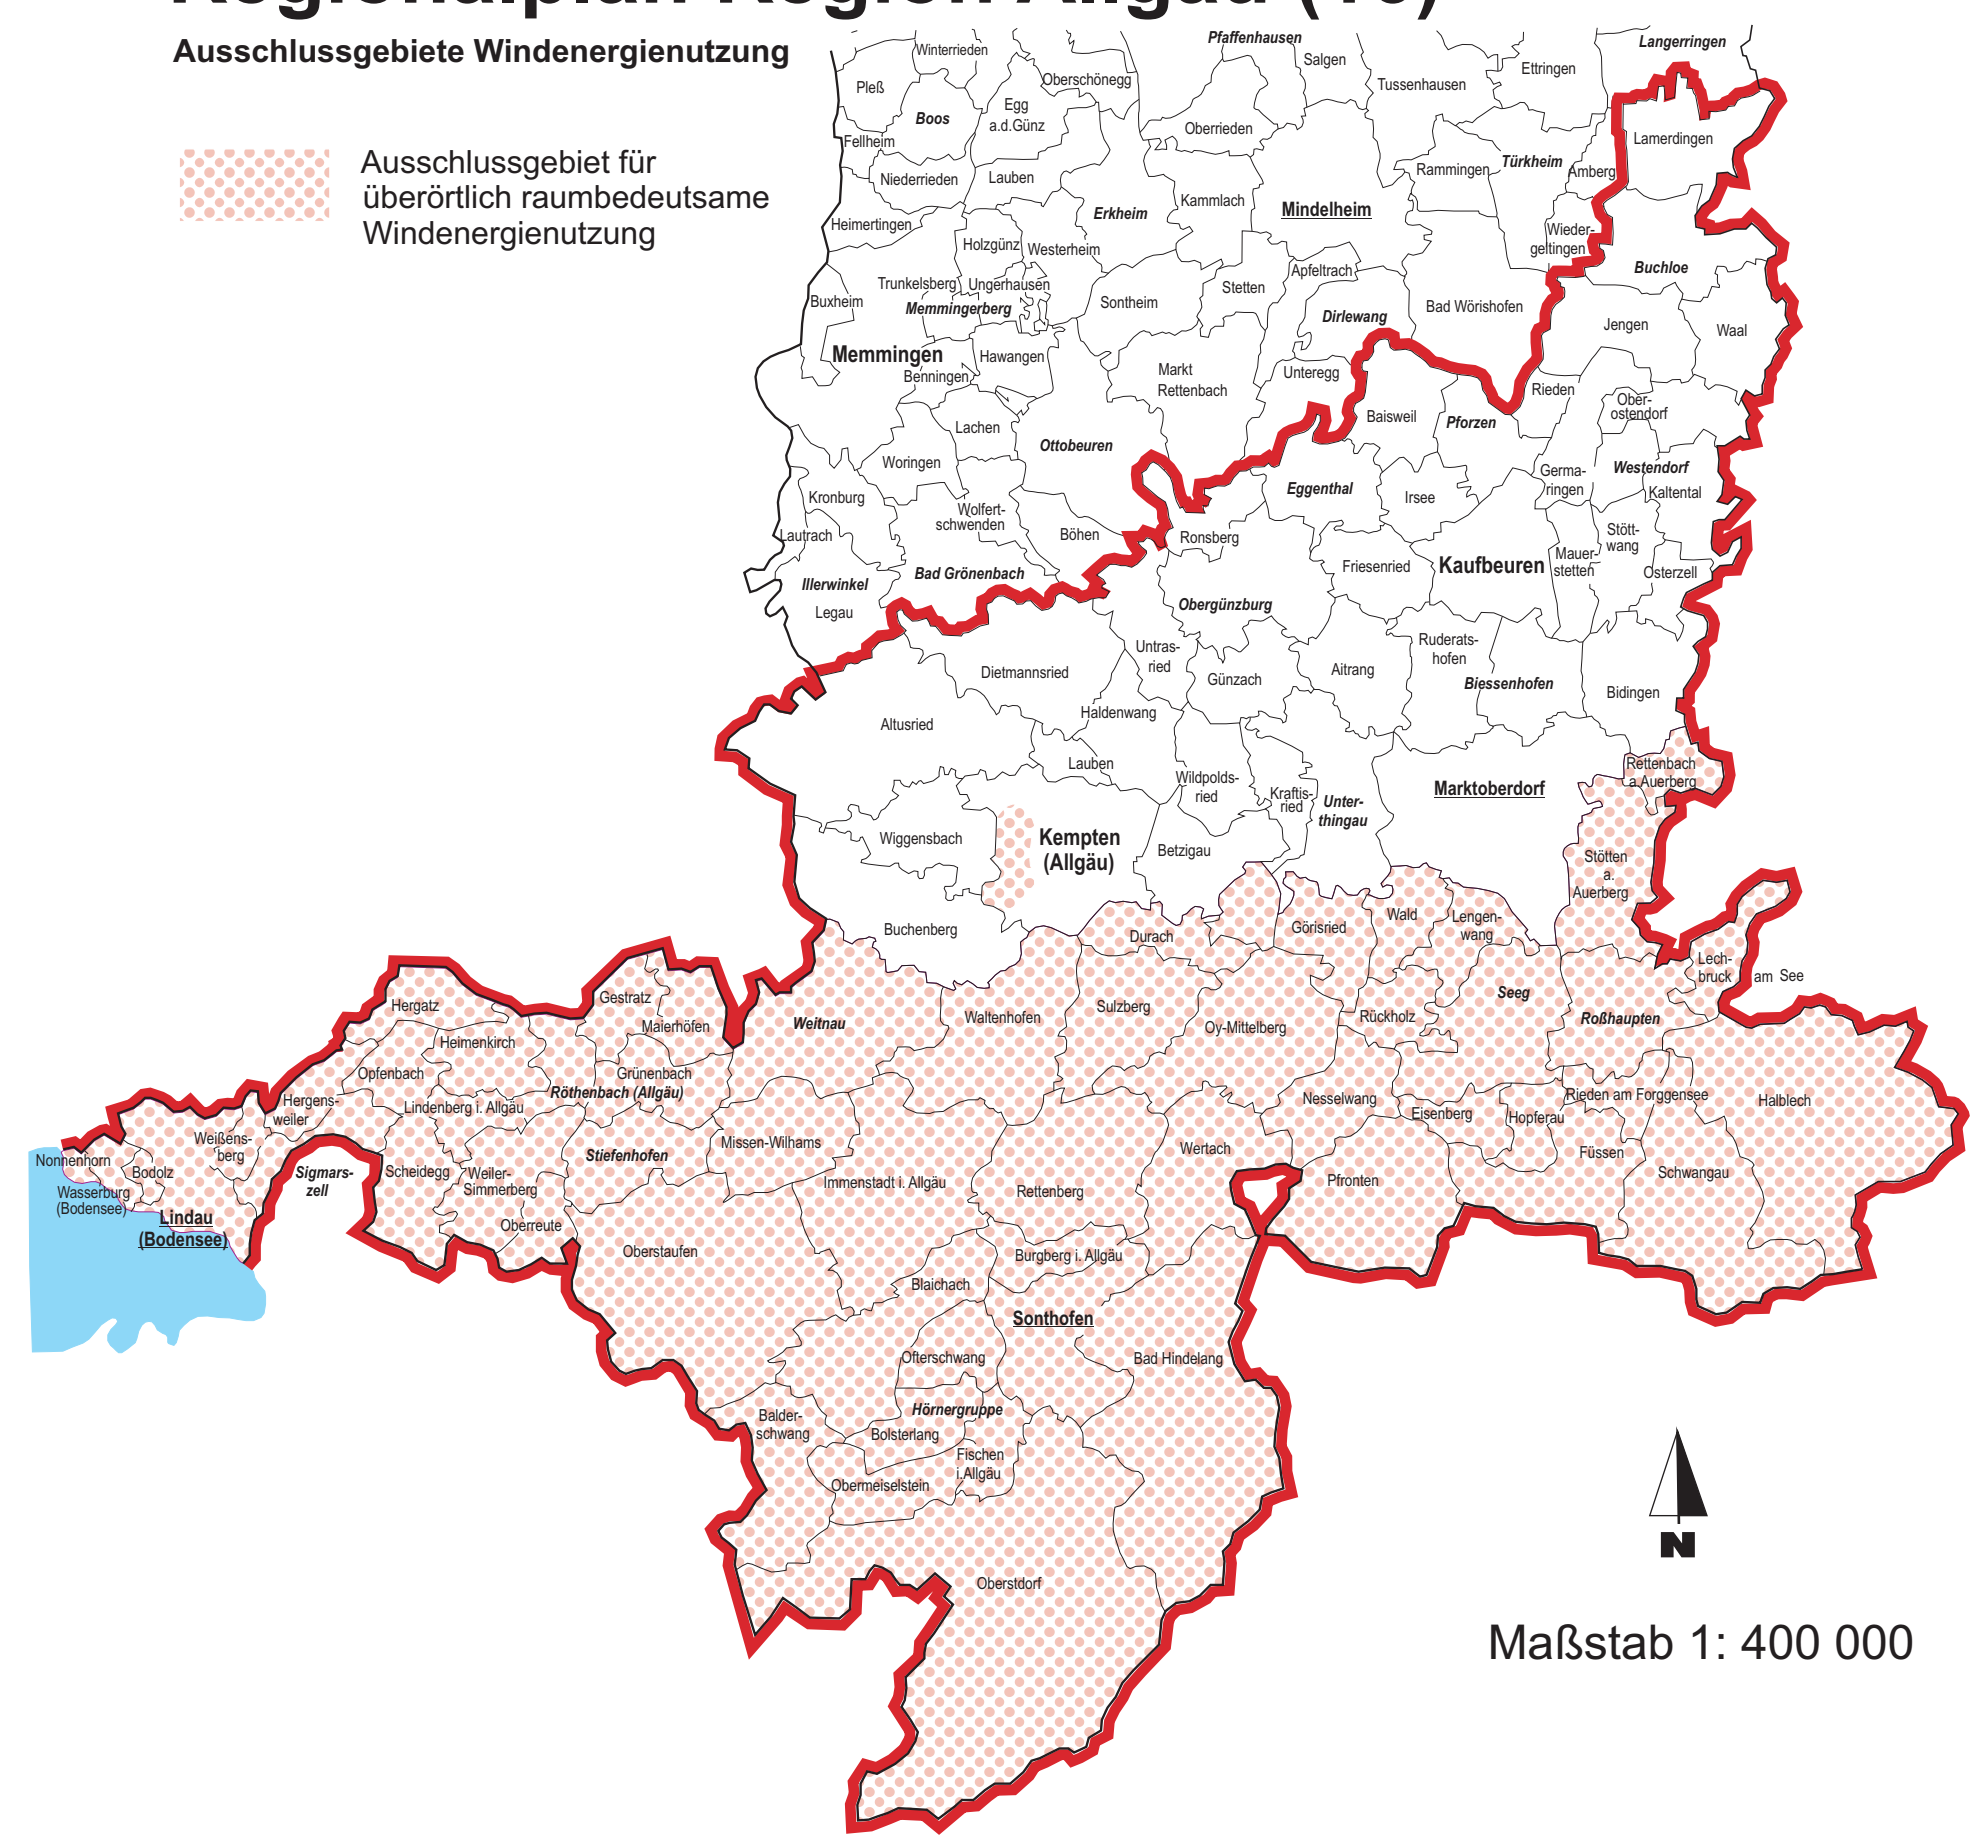 Regionalplan Region Allgäu (16)
Ausschlussgebiete Windenergienutzung
Ausschlussgebiet für
überörtlich raumbedeutsame
Windenergienutzung
Winterrieden
Pfaffenhausen
Salgen
Langerringen
Pleß
Oberschönegg
Tussenhausen
Ettringen
Boos
Egg
a.d.Günz
Oberrieden
Lamerdingen
Fellheim
Niederrieden
Lauben
Rammingen
Türkheim
Amberg
Heimertingen
Erkheim
Kammlach
Mindelheim
Wieder-
geltingen
Holzgünz
Westerheim
Buchloe
Trunkelsberg
Ungerhausen
Apfeltrach
Stetten
Buxheim
Memmingerberg
Sontheim
Dirlewang
Bad Wörishofen
Jengen
Waal
Memmingen
Hawangen
Benningen
Markt
Rettenbach
Unteregg
Rieden
Ober-
ostendorf
Lachen
Ottobeuren
Baisweil
Pforzen
Woringen
Germa-
ringen
Westendorf
Kaltental
Kronburg
Wolfert-
schwenden
Eggenthal
Irsee
Lautrach
Böhen
Ronsberg
Stött-
wang
Illerwinkel
Bad Grönenbach
Friesenried
Kaufbeuren
Mauer-
stetten
Osterzell
Legau
Obergünzburg
Dietmannsried
Untras-
ried
Günzach
Aitrang
Ruderats-
hofen
Biessenhofen
Bidingen
Altusried
Haldenwang
Lauben
Wildpolds-
ried
Kraftis-
ried
Unter-
thingau
Marktoberdorf
Rettenbach
a.Auerberg
Wiggensbach
Kempten
(Allgäu)
Betzigau
Stötten
a.
Auerberg
Buchenberg
Durach
Görisried
Wald
Lengen-
wang
Lech-
bruck am See
Hergatz
Gestratz
Maierhöfen
Weitnau
Waltenhofen
Sulzberg
Oy-Mittelberg
Rückholz
Seeg
Roßhaupten
Heimenkirch
Opfenbach
Grünenbach
Röthenbach (Allgäu)
Hergens-
weiler
Lindenberg i. Allgäu
Nesselwang
Eisenberg
Hopferau
Rieden am Forggensee
Halblech
Weißens-
berg
Nonnenhorn
Bodolz
Sigmars-
zell
Scheidegg
Weiler-
Simmerberg
Stiefenhofen
Missen-Wilhams
Wertach
Füssen
Schwangau
Wasserburg
(Bodensee)
Lindau
(Bodensee)
Oberreute
Immenstadt i. Allgäu
Rettenberg
Pfronten
Oberstaufen
Burgberg i. Allgäu
Blaichach
Sonthofen
Ofterschwang
Bad Hindelang
Balder-
schwang
Hörnergruppe
Bolsterlang
Fischen
i.Allgäu
Obermeiselstein
Oberstdorf
N
Maßstab 1: 400 000